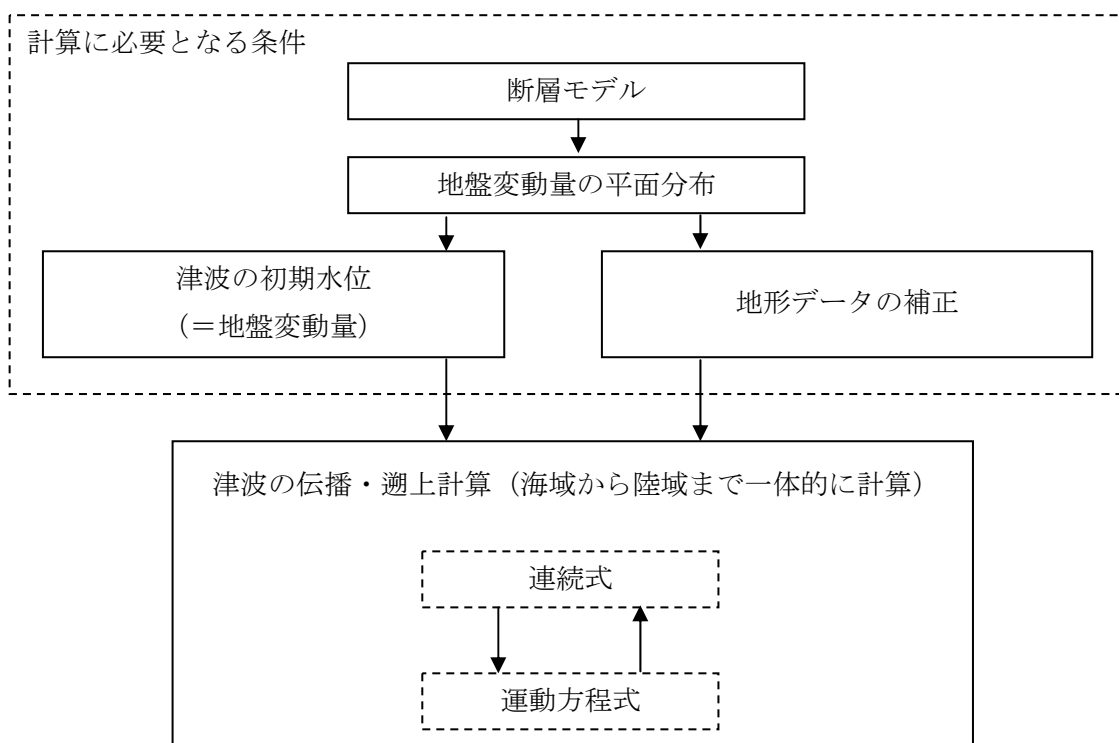 計算に必要となる条件
断層モデル
地盤変動量の平面分布
津波の初期水位
（＝地盤変動量）
地形データの補正
津波の伝播・遡上計算（海域から陸域まで一体的に計算）
連続式
運動方程式